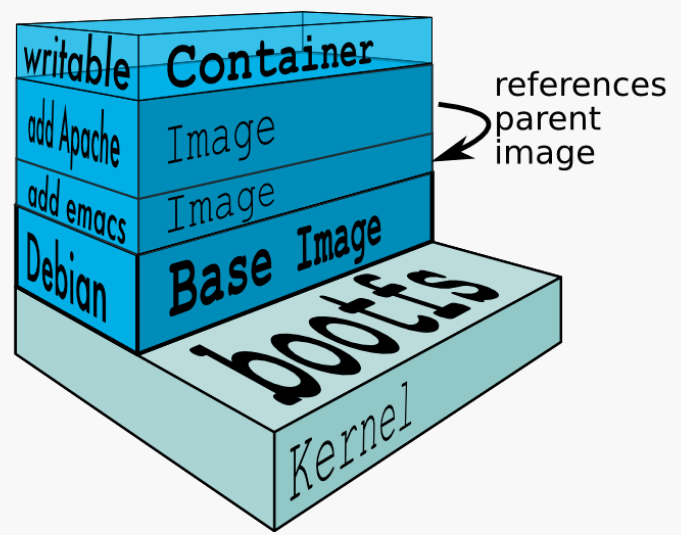 writable
Container
add Apache
Image
add emacs
Image
Debian
Base Image
bootfs
Kernel
references
parent
image